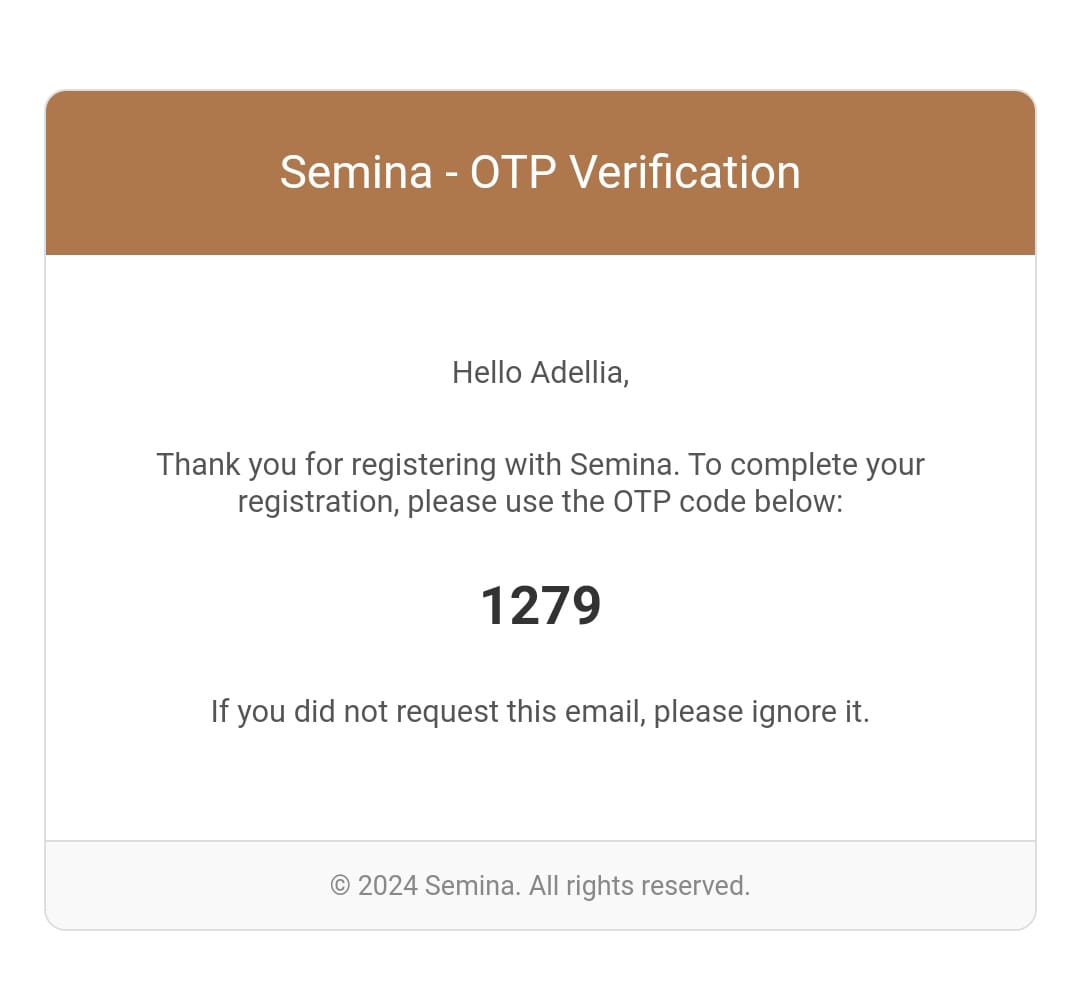 Semina - OTP Verification
Hello Adellia,
Thank you for registering with Semina. To complete your
registration, please use the OTP code below:
1279
If you did not request this email, please ignore it.
© 2024 Semina. All rights reserved.